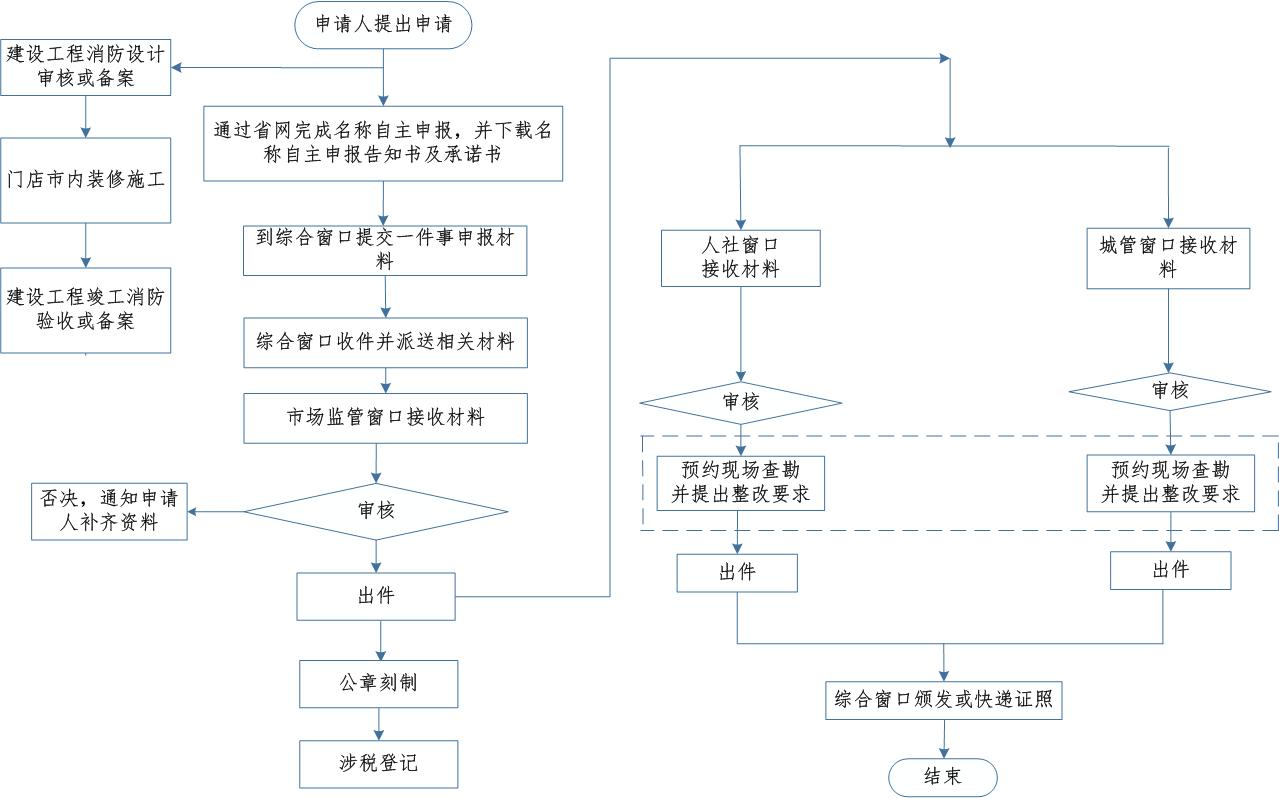 申请人提出申请
建设工程消防设计
审核或备案
通过省网完成名称自主申报，并下载名
称自主申报告知书及承诺书
门店市内装修施工
到综合窗口提交一件事申报材
料
建设工程竣工消防
验收或备案
综合窗口收件并派送相关材料
市场监管窗口接收材料
否决，通知申请
人补齐资料
审核
出件
公章刻制
涉税登记
人社窗口
接收材料
城管窗口接收材
料
审核
审核
预约现场查勘
并提出整改要求
预约现场查勘
并提出整改要求
出件
出件
综合窗口颁发或快递证照
结束